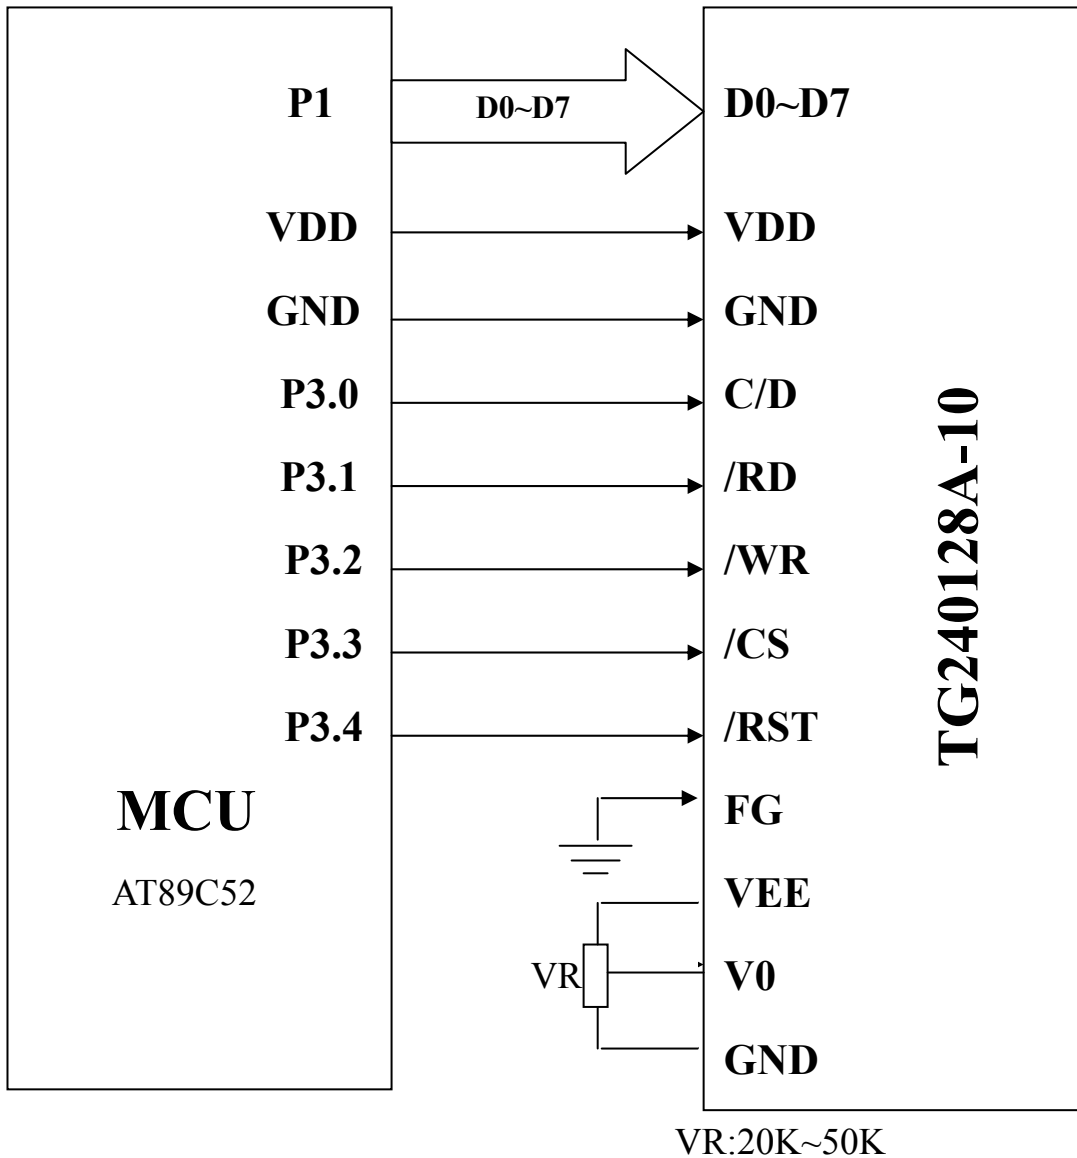 P1 D0~D7 D0~D7
VDD VDD
GND GND
P3.0 C/D
P3.1 /RD
P3.2 /WR
P3.3 /CS
P3.4 /RST
TG240128A-10
MCU
AT89C52
FG
VEE
VR V0
GND
VR:20K~50K